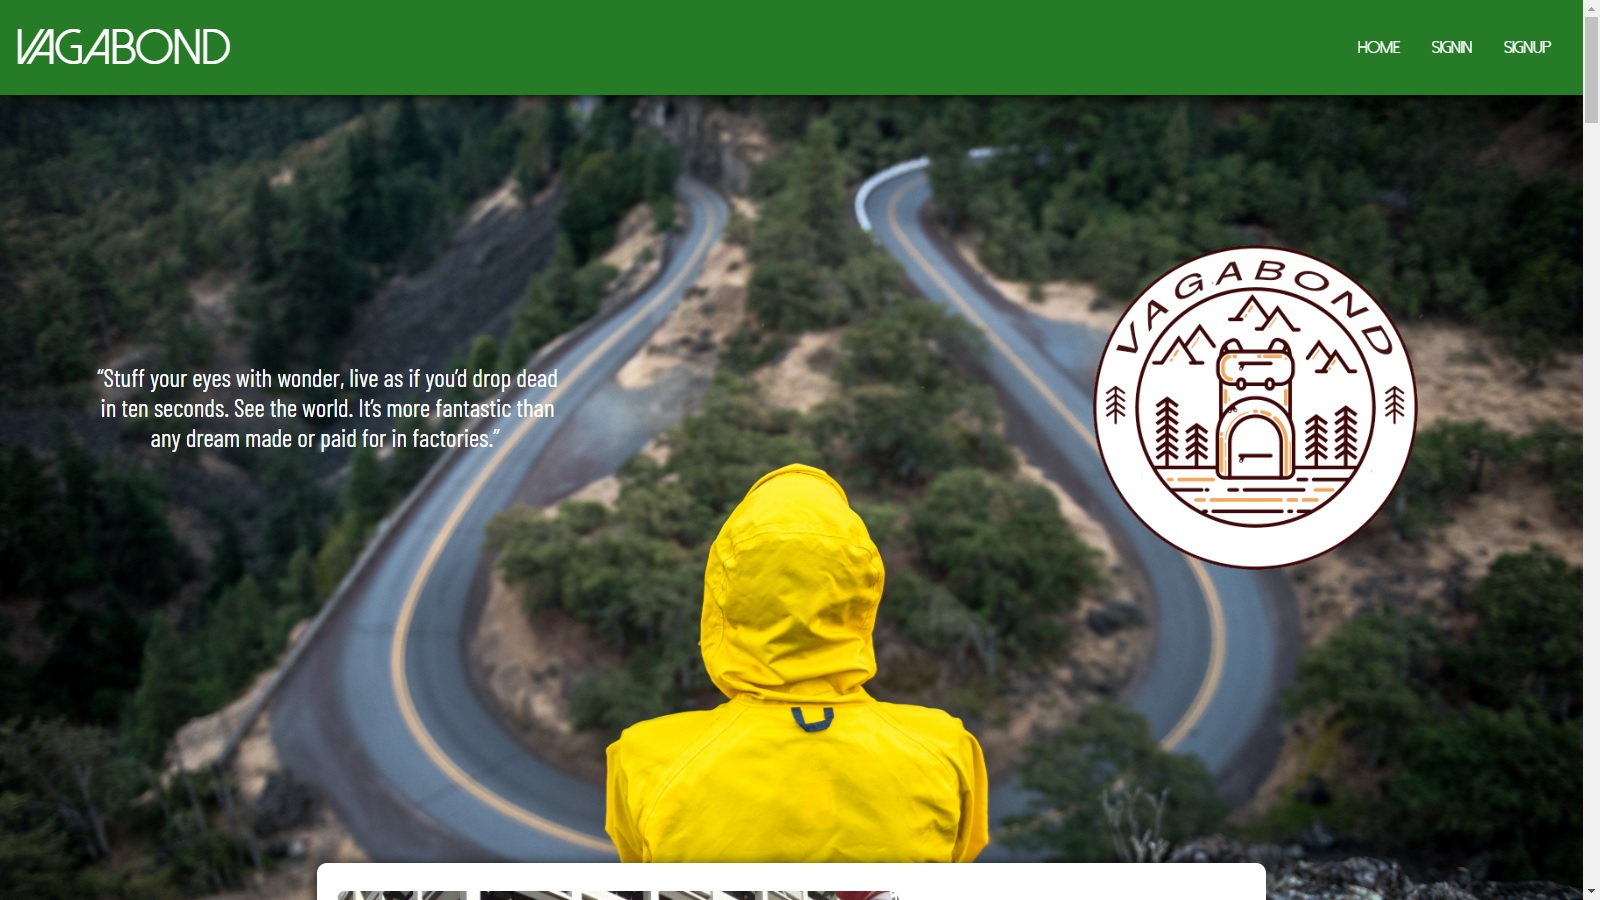 VAGABOND
HOME SIGNIN SIGNUP
“Stuff your eyes with wonder, live as if you’d drop dead
in ten seconds. See the world. It’s more fantastic than
any dream made or paid for in factories.”
VAGABOND